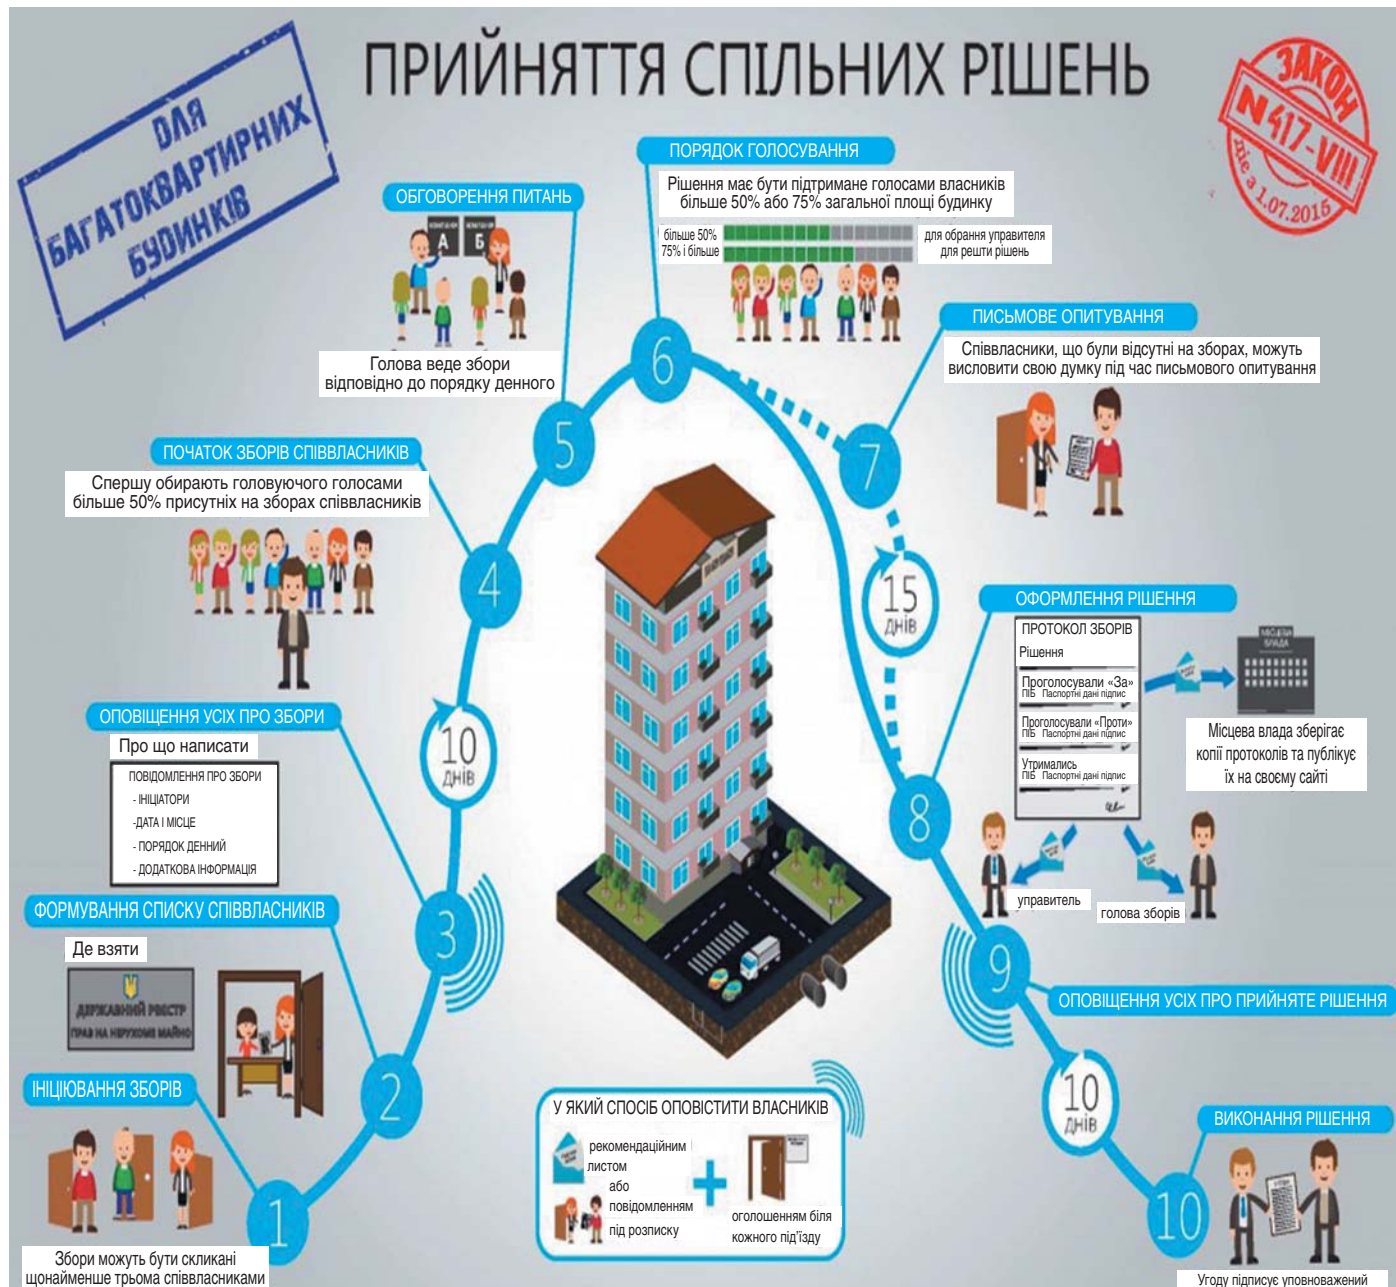 ПРИЙНЯТТЯ СПІЛЬНИХ РІШЕНЬ
ДЛЯ
БАГАТОКВАРТИРНИХ
БУДИНКІВ
ЗАКОН
N 417-VIII
діє з 1.07.2015
ПОРЯДОК ГОЛОСУВАННЯ
Рішення має бути підтримане голосами власників
більше 50% або 75% загальної площі будинку
більше 50%
75% і більше
для обрання управителя
для решти рішень
6
ОБГОВОРЕННЯ ПИТАНЬ
А
Б
Голова веде збори
відповідно до порядку денного
5
ПИСЬМОВЕ ОПИТУВАННЯ
Співвласники, що були відсутні на зборах, можуть
висловити свою думку під час письмового опитування
7
15
ДНІВ
ПОЧАТОК ЗБОРІВ СПІВВЛАСНИКІВ
Спершу обирають головуючого голосами
більше 50% присутніх на зборах співвласників
4
10
ДНІВ
ОПОВІЩЕННЯ УСІХ ПРО ЗБОРИ
Про що написати
ПОВІДОМЛЕННЯ ПРО ЗБОРИ
- ІНІЦІАТОРИ
-ДАТА І МІСЦЕ
- ПОРЯДОК ДЕННИЙ
- ДОДАТКОВА ІНФОРМАЦІЯ
3
ФОРМУВАННЯ СПИСКУ СПІВВЛАСНИКІВ
Де взяти
ДЕРЖАВНИЙ РЕЄСТР
ПРАВ НА НЕРУХОМЕ МАЙНО
2
ІНІЦІЮВАННЯ ЗБОРІВ
1
Збори можуть бути скликані
щонайменше трьома співвласниками
У ЯКИЙ СПОСІБ ОПОВІСТИТИ ВЛАСНИКІВ
рекомендаційним
листом
або
повідомленням
під розписку
+
оголошенням біля
кожного під'їзду
ОФОРМЛЕННЯ РІШЕННЯ
ПРОТОКОЛ ЗБОРІВ
Рішення
Проголосували «За»
ПІБ Паспортні дані підпис
Проголосували «Проти»
ПІБ Паспортні дані підпис
Утримались
ПІБ Паспортні дані підпис
МІСЦЕВА
ВЛАДА
Місцева влада зберігає
копії протоколів та публікує
їх на своєму сайті
управитель
голова зборів
8
9
ОПОВІЩЕННЯ УСІХ ПРО ПРИЙНЯТЕ РІШЕННЯ
10
ДНІВ
ВИКОНАННЯ РІШЕННЯ
10
Угоду підписує уповноважений